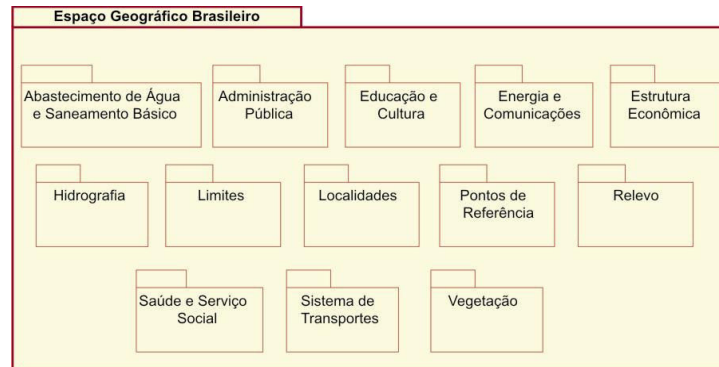 Espaço Geográfico Brasileiro
Abastecimento de Água
e Saneamento Básico
Administração
Pública
Educação e
Cultura
Energia e
Comunicações
Estrutura
Econômica
Hidrografia
Limites
Localidades
Pontos de
Referência
Relevo
Saúde e Serviço
Social
Sistema de
Transportes
Vegetação